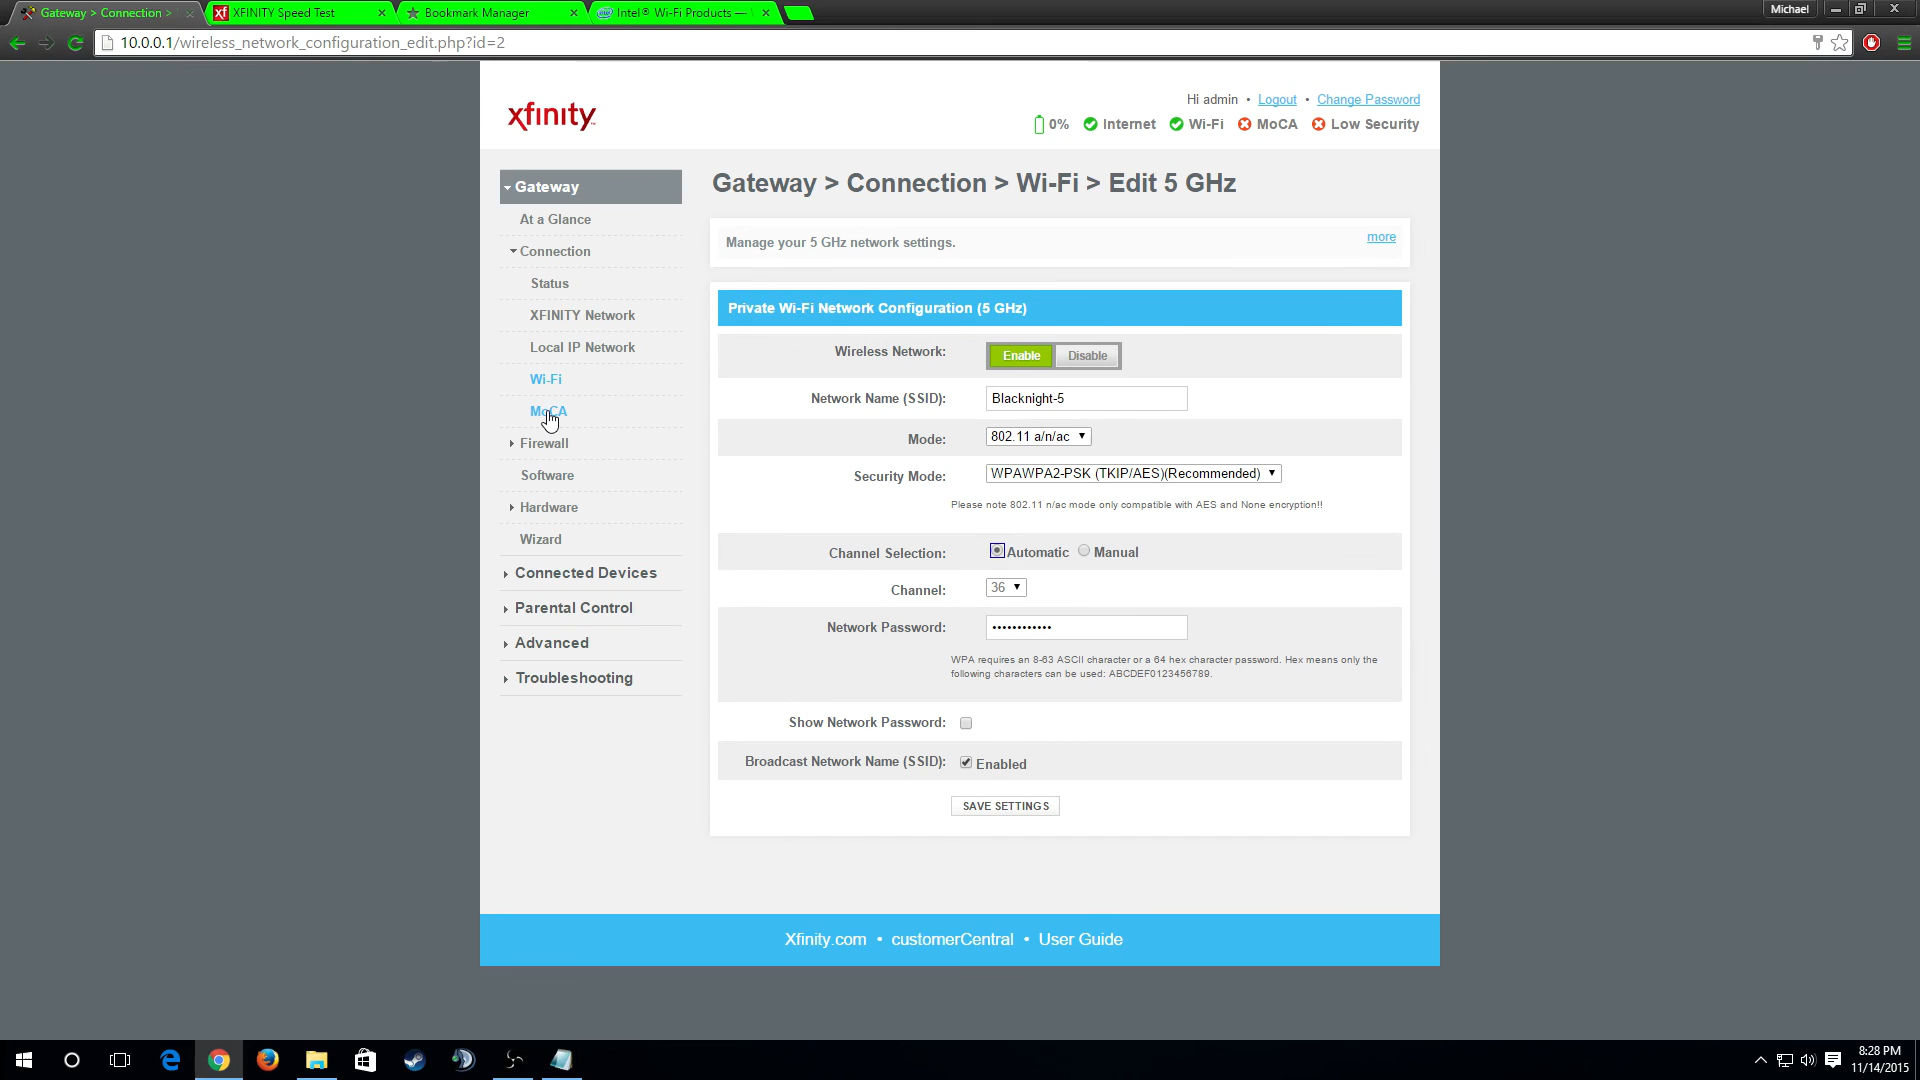 Gateway > Connection >
XFINITY Speed Test
Bookmark Manager
Intel® Wi-Fi Products —
Michael
10.0.0.1/wireless_network_configuration_edit.php?id=2
xfinity
Hi admin • Logout • Change Password
0% Internet Wi-Fi MoCA Low Security
Gateway
At a Glance
Connection
Status
XFINITY Network
Local IP Network
Wi-Fi
MoCA
Firewall
Software
Hardware
Wizard
Connected Devices
Parental Control
Advanced
Troubleshooting
Gateway > Connection > Wi-Fi > Edit 5 GHz
Manage your 5 GHz network settings.
more
Private Wi-Fi Network Configuration (5 GHz)
Wireless Network: Enable Disable
Network Name (SSID): Blacknight-5
Mode: 802.11 a/n/ac
Security Mode: WPAWPA2-PSK (TKIP/AES)(Recommended)
Please note 802.11 n/ac mode only compatible with AES and None encryption!!
Channel Selection: Automatic Manual
Channel: 36
Network Password: ••••••••••••
WPA requires an 8-63 ASCII character or a 64 hex character password. Hex means only the
following characters can be used: ABCDEF0123456789.
Show Network Password:
Broadcast Network Name (SSID): Enabled
SAVE SETTINGS
Xfinity.com • customerCentral • User Guide
8:28 PM
11/14/2015